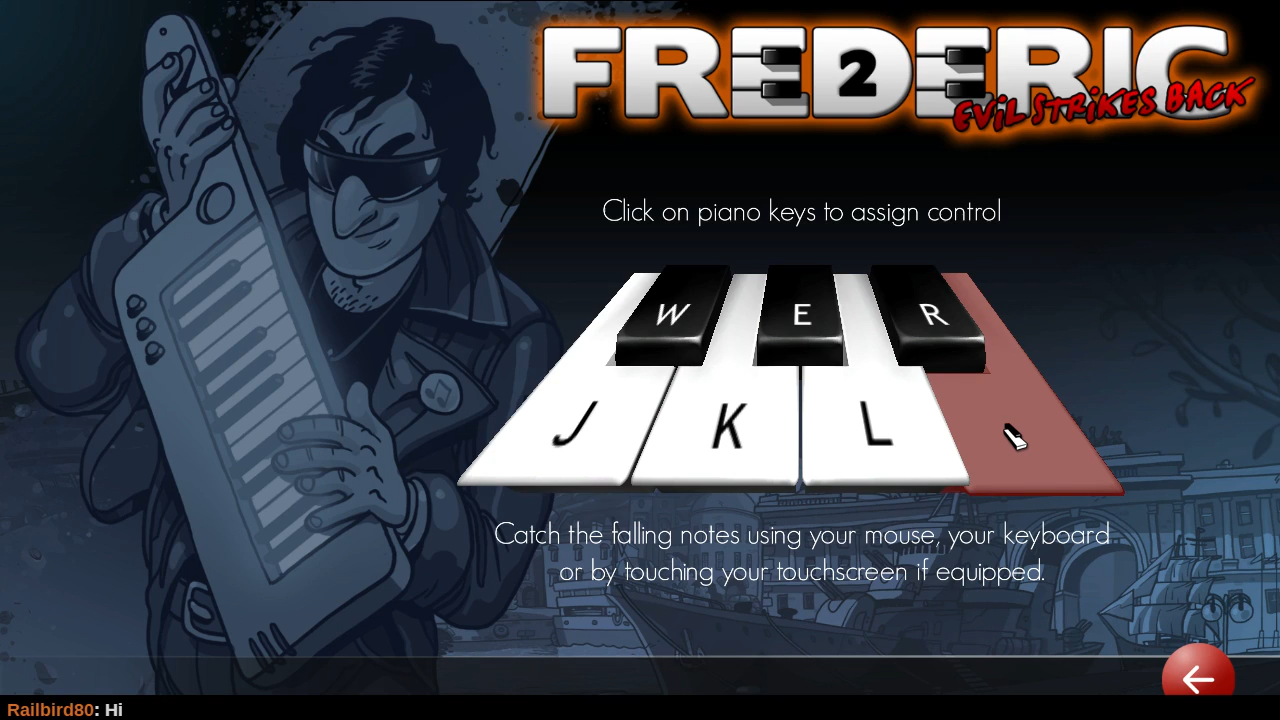 FREDERIC
2
EVIL STRIKES BACK
Click on piano keys to assign control
W E R
J K L
Catch the falling notes using your mouse, your keyboard
or by touching your touchscreen if equipped.
Railbird80: Hi